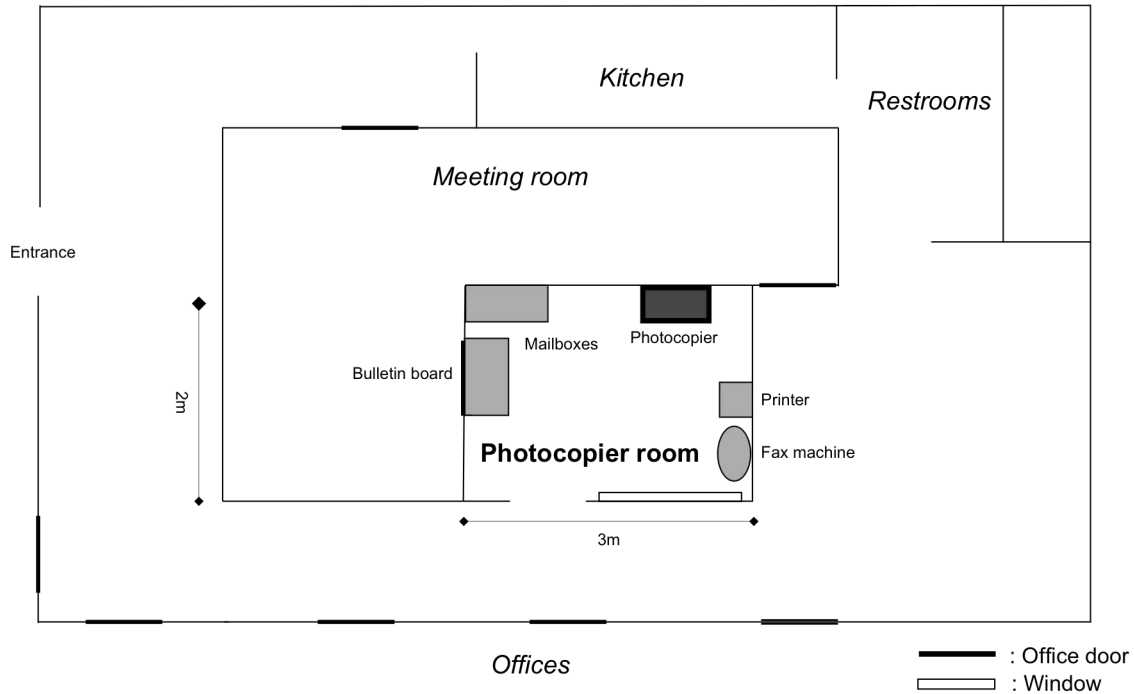 Kitchen
Restrooms
Meeting room
Entrance
Mailboxes
Photocopier
Bulletin board
2m
Printer
Photocopier room
Fax machine
3m
Offices
: Office door
: Window